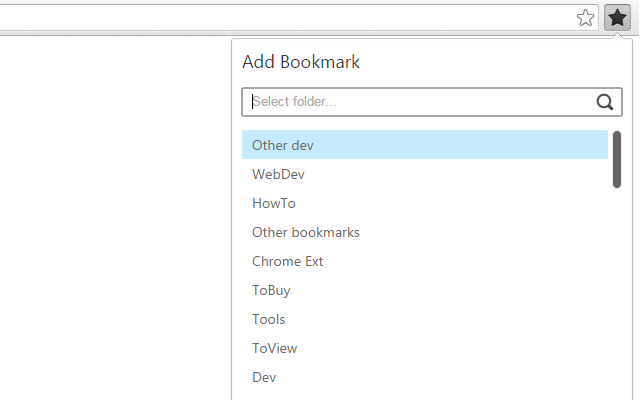 Add Bookmark
Select folder...
Other dev
WebDev
HowTo
Other bookmarks
Chrome Ext
ToBuy
Tools
ToView
Dev